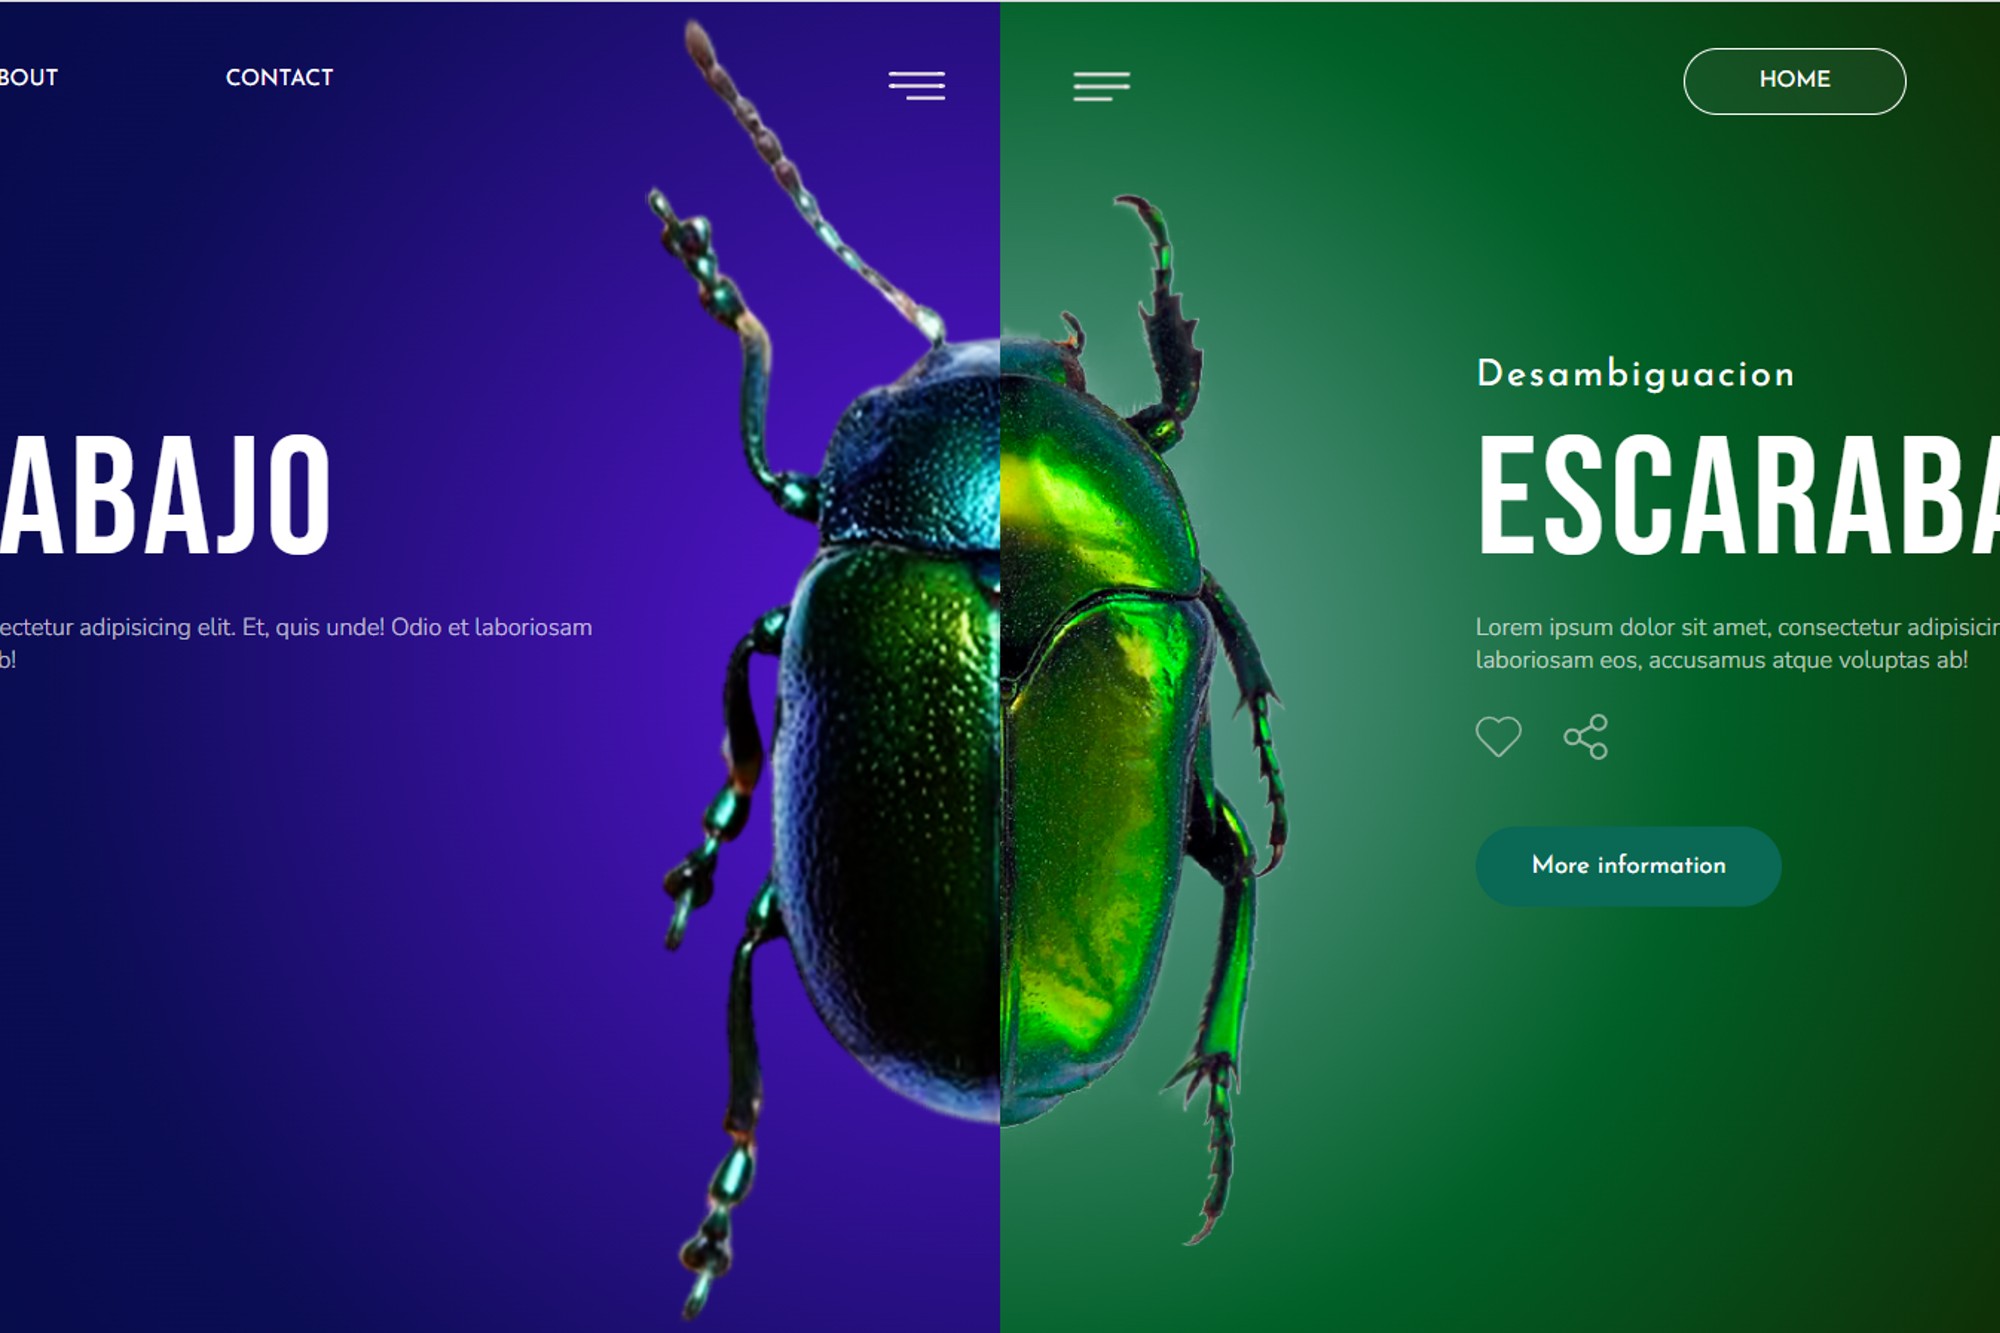 BOUT CONTACT
ABAJO
ectetur adipisicing elit. Et, quis unde! Odio et laboriosam
b!
HOME
Desambiguacion
ESCARABA
Lorem ipsum dolor sit amet, consectetur adipisicin
laboriosam eos, accusamus atque voluptas ab!
More information